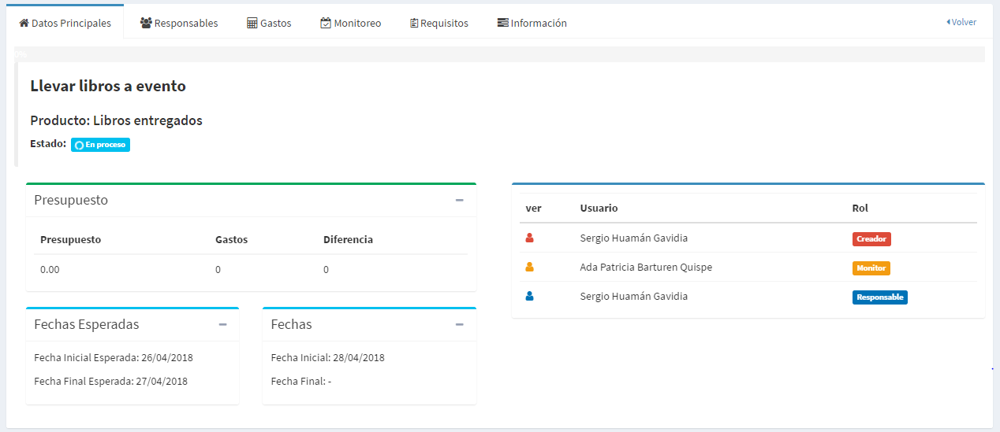 Datos Principales Responsables Gastos Monitoreo Requisitos Información Volver
0%
Llevar libros a evento
Producto: Libros entregados
Estado: En proceso
Presupuesto
Presupuesto Gastos Diferencia
0.00 0 0
Fechas Esperadas
Fecha Inicial Esperada: 26/04/2018
Fecha Final Esperada: 27/04/2018
Fechas
Fecha Inicial: 28/04/2018
Fecha Final: -
ver Usuario Rol
Sergio Huamán Gavidia Creador
Ada Patricia Barturen Quispe Monitor
Sergio Huamán Gavidia Responsable